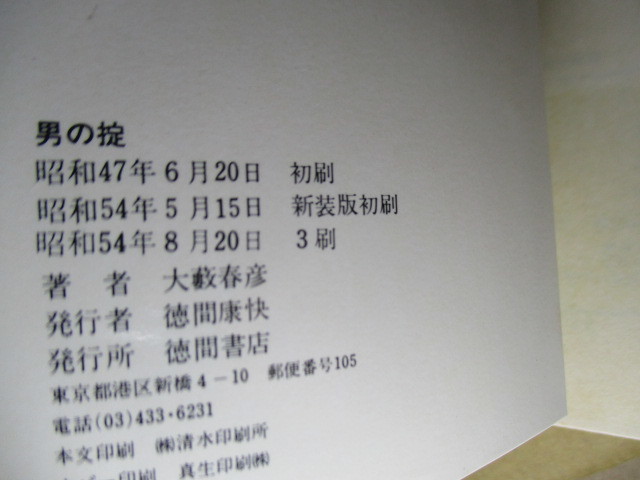 男の掟
昭和47年6月20日 初刷
昭和54年5月15日 新装版初刷
昭和54年8月20日 3刷
著者 大藪春彦
発行者 徳間康快
発行所 徳間書店
東京都港区新橋4−10 郵便番号105
電話(03)433・6231
本文印刷 ㈱清水印刷所
カバー印刷 真生印刷㈱